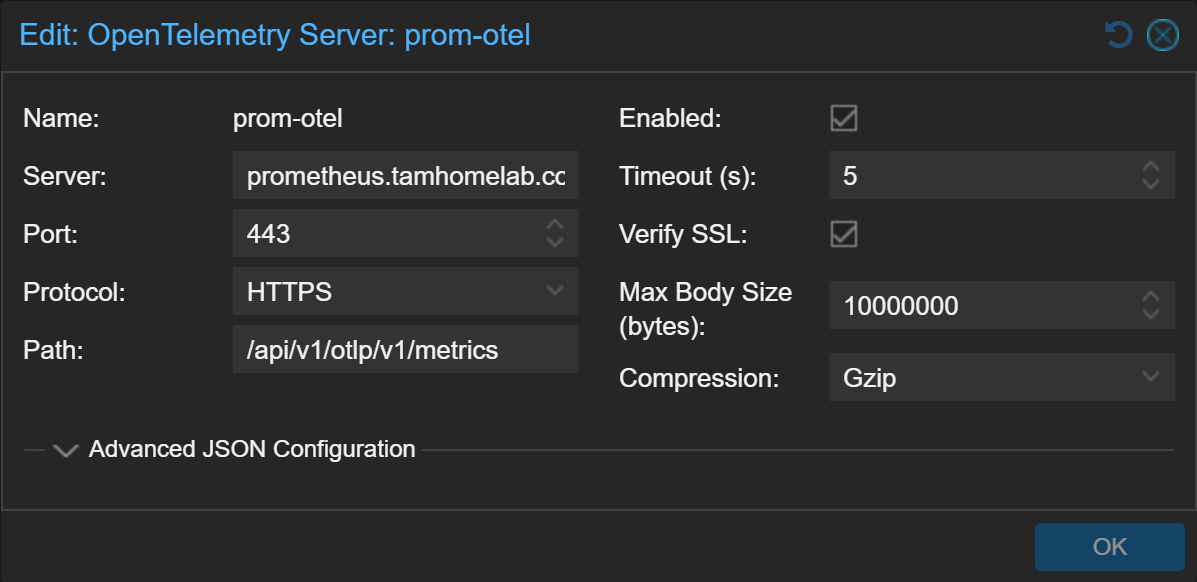 Edit: OpenTelemetry Server: prom-otel
Name: prom-otel
Server: prometheus.tamhomelab.cc
Port: 443
Protocol: HTTPS
Path: /api/v1/otlp/v1/metrics
Enabled:
Timeout (s): 5
Verify SSL:
Max Body Size
(bytes): 10000000
Compression: Gzip
Advanced JSON Configuration
OK